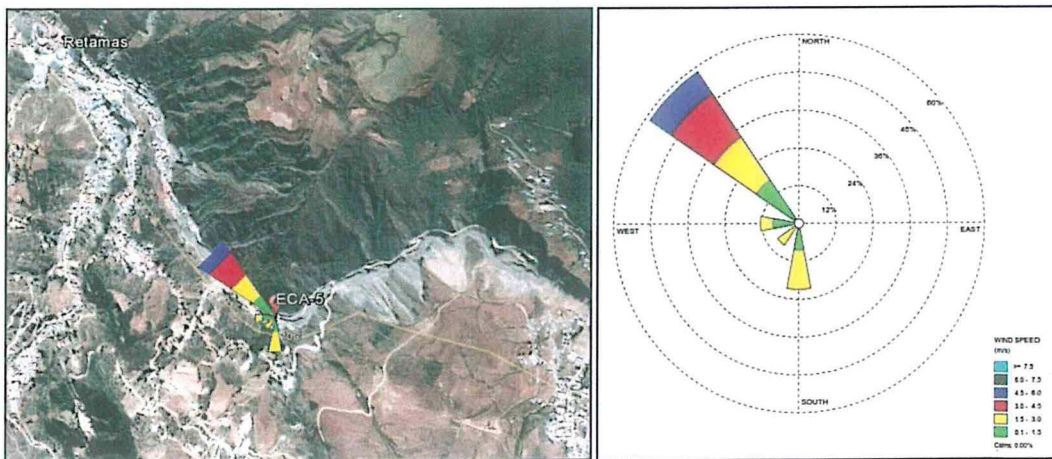 Retamas
ECA-5
NORTH
60%
48%
36%
24%
12%
WEST
EAST
SOUTH
WIND SPEED
(m/s)
>= 7.5
6.0 - 7.5
4.5 - 6.0
3.0 - 4.5
1.5 - 3.0
0.1 - 1.5
Calms: 0.00%